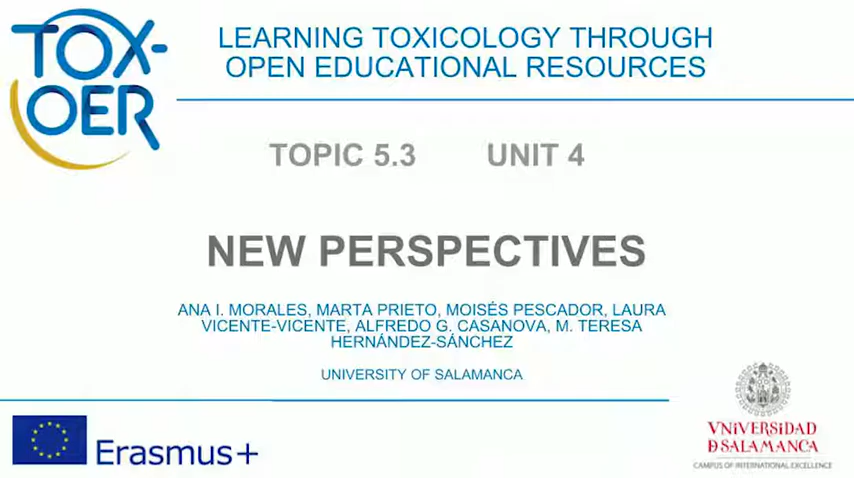 TOX-
OER
LEARNING TOXICOLOGY THROUGH
OPEN EDUCATIONAL RESOURCES
TOPIC 5.3 UNIT 4
NEW PERSPECTIVES
ANA I. MORALES, MARTA PRIETO, MOISÉS PESCADOR, LAURA
VICENTE-VICENTE, ALFREDO G. CASANOVA, M. TERESA
HERNÁNDEZ-SÁNCHEZ
UNIVERSITY OF SALAMANCA
Erasmus+
VNiVERSiDAD
D SALAMANCA
CAMPUS OF INTERNATIONAL EXCELLENCE